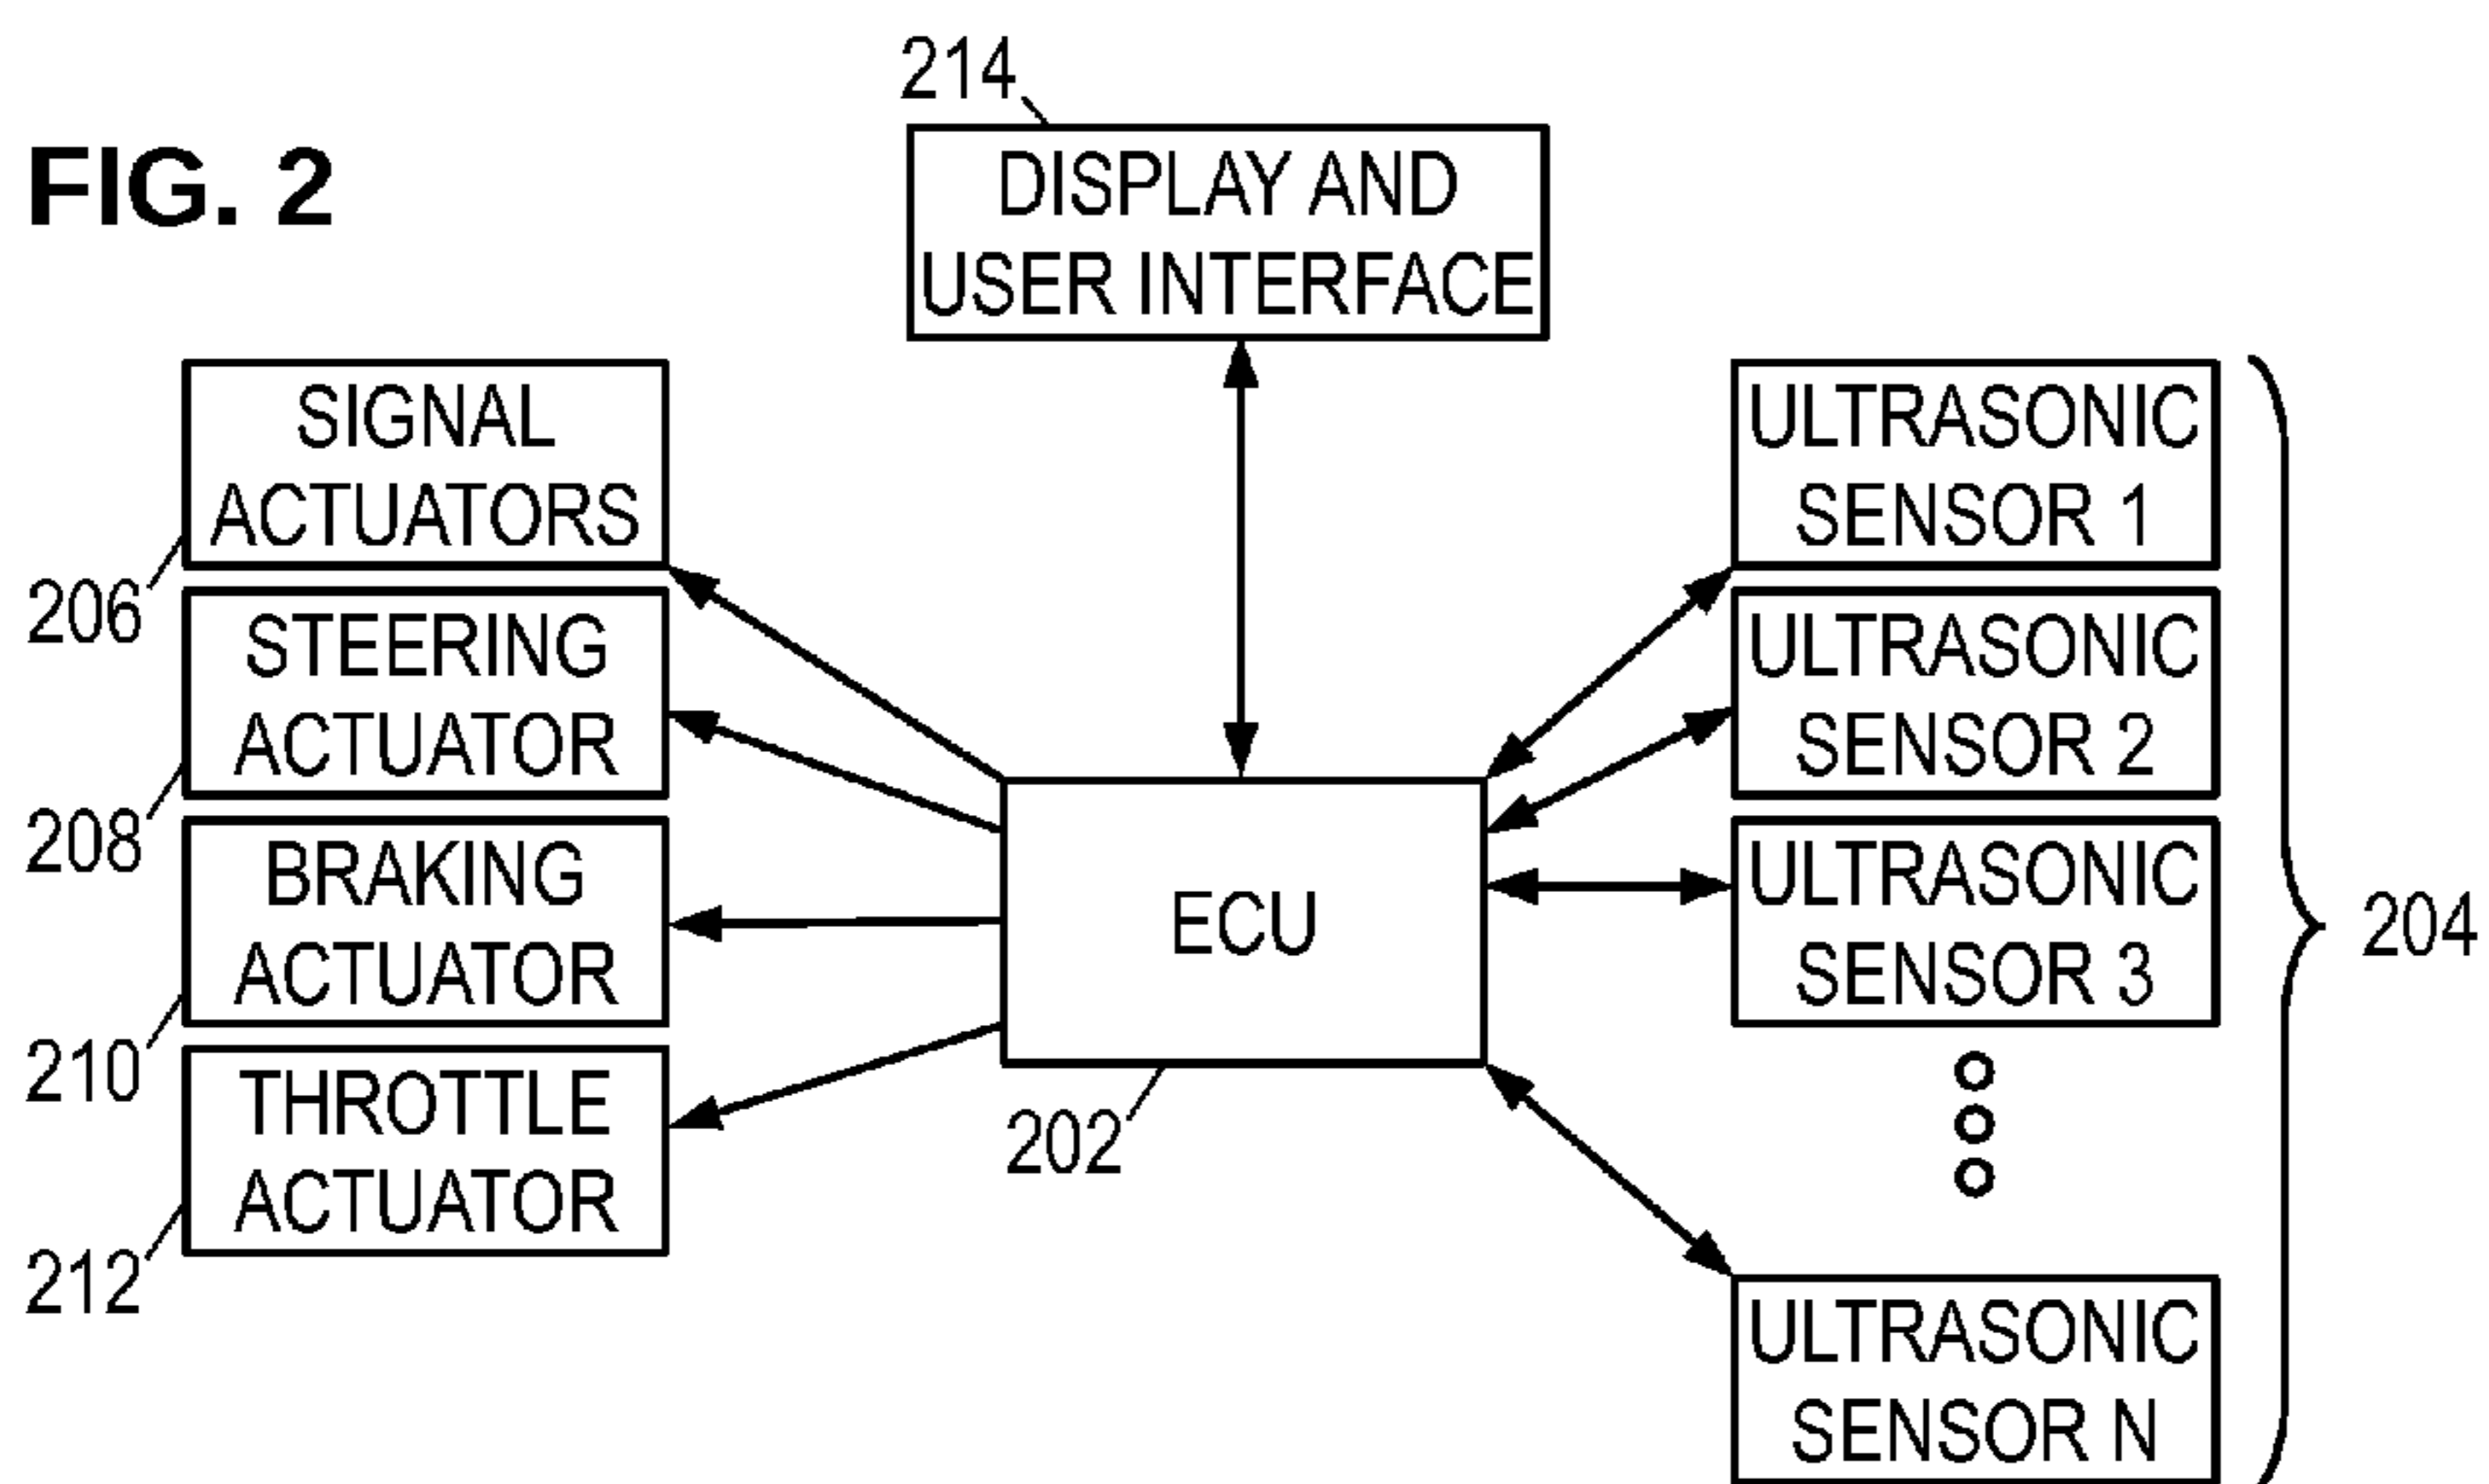 214
FIG. 2
DISPLAY AND
USER INTERFACE
SIGNAL
ACTUATORS
206
STEERING
ACTUATOR
208
BRAKING
ACTUATOR
210
THROTTLE
ACTUATOR
212
ECU
202
ULTRASONIC
SENSOR 1
ULTRASONIC
SENSOR 2
ULTRASONIC
SENSOR 3
ULTRASONIC
SENSOR N
204